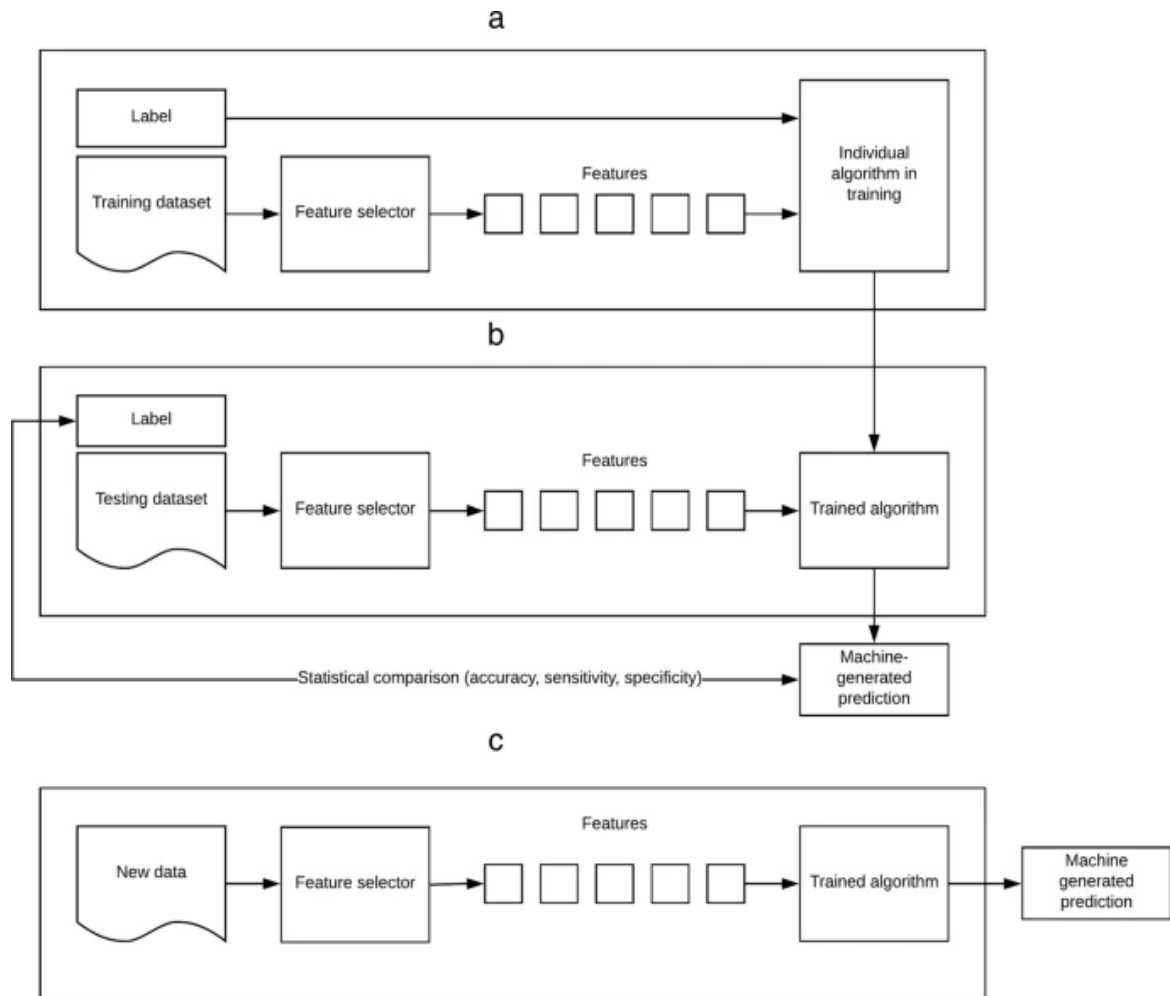 a
Label
Training dataset
Feature selector
Features
Individual
algorithm in
training
b
Label
Testing dataset
Feature selector
Features
Trained algorithm
Statistical comparison (accuracy, sensitivity, specificity)
Machine-
generated
prediction
c
New data
Feature selector
Features
Trained algorithm
Machine
generated
prediction